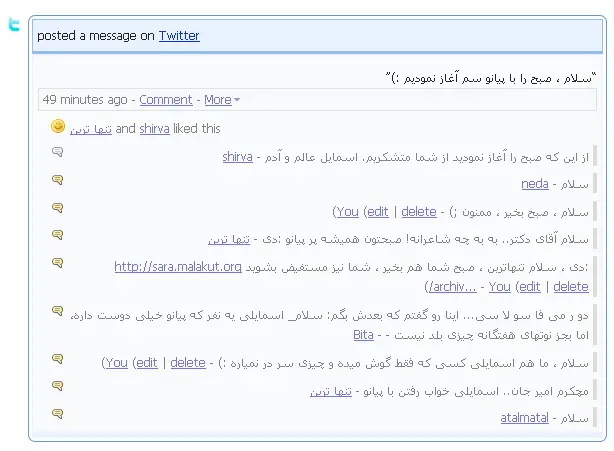 posted a message on Twitter
"سلام ، صبح را با پیانو سم آغاز نمودیم :)"
49 minutes ago - Comment - More
تنها ترین and shirva liked this
از این که صبح را آغاز نمودید از شما متشکریم. اسمایل عالم و آدم - shirva
سلام - neda
سلام ، صبح بخیر ، ممنون ;) - You (edit | delete)
سلام آقای دکتر.. به به چه شاعرانه! صبحتون همیشه پر پیانو :دی - تنها ترین
:دی ، سلام تنهاترین ، صبح شما هم بخیر ، شما نیز مستفیض بشوید http://sara.malakut.org
/archiv... - You (edit | delete)
دو ر می فا سو لا سی... اینا رو گفتم که بعدش بگم: سلام_ اسمایلی یه نفر که پیانو خیلی دوست داره،
اما بجز نوتهای هفتگانه چیزی بلد نیست - - Bita
سلام ، ما هم اسمایلی کسی که فقط گوش میده و چیزی سر در نمیاره :) - You (edit | delete)
مچکرم امیر جان.. اسمایلی خواب رفتن با پیانو - تنها ترین
سلام - atalmatal